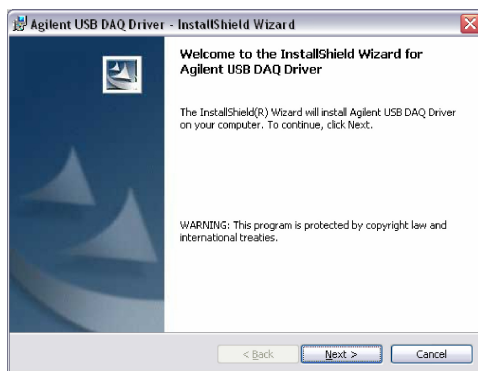 Agilent USB DAQ Driver - InstallShield Wizard
Welcome to the InstallShield Wizard for
Agilent USB DAQ Driver
The InstallShield(R) Wizard will install Agilent USB DAQ Driver
on your computer. To continue, click Next.
WARNING: This program is protected by copyright law and
international treaties.
< Back
Next >
Cancel